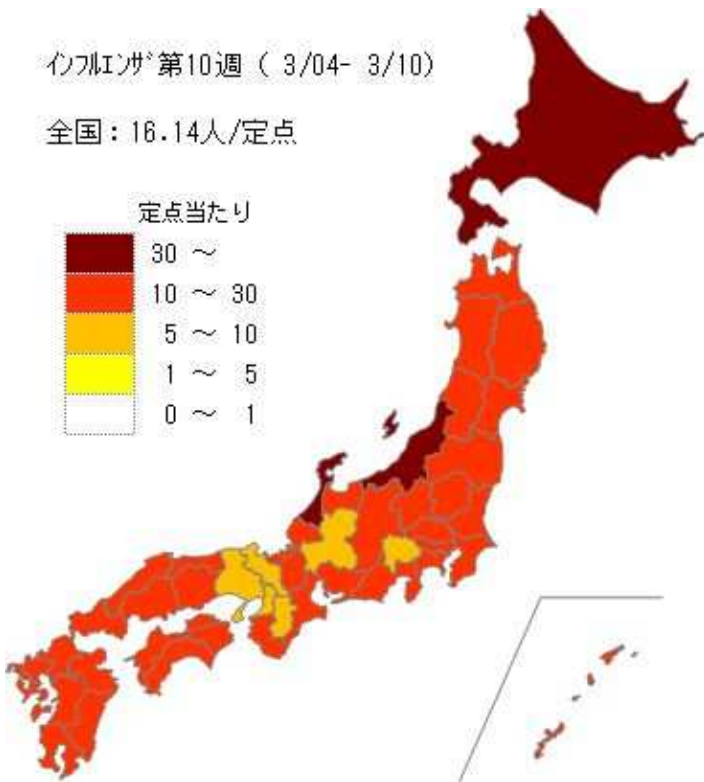 インフルエンザ第10週 ( 3/04- 3/10)
全国：16.14人/定点
定点当たり
30 ～
10 ～ 30
5 ～ 10
1 ～ 5
0 ～ 1